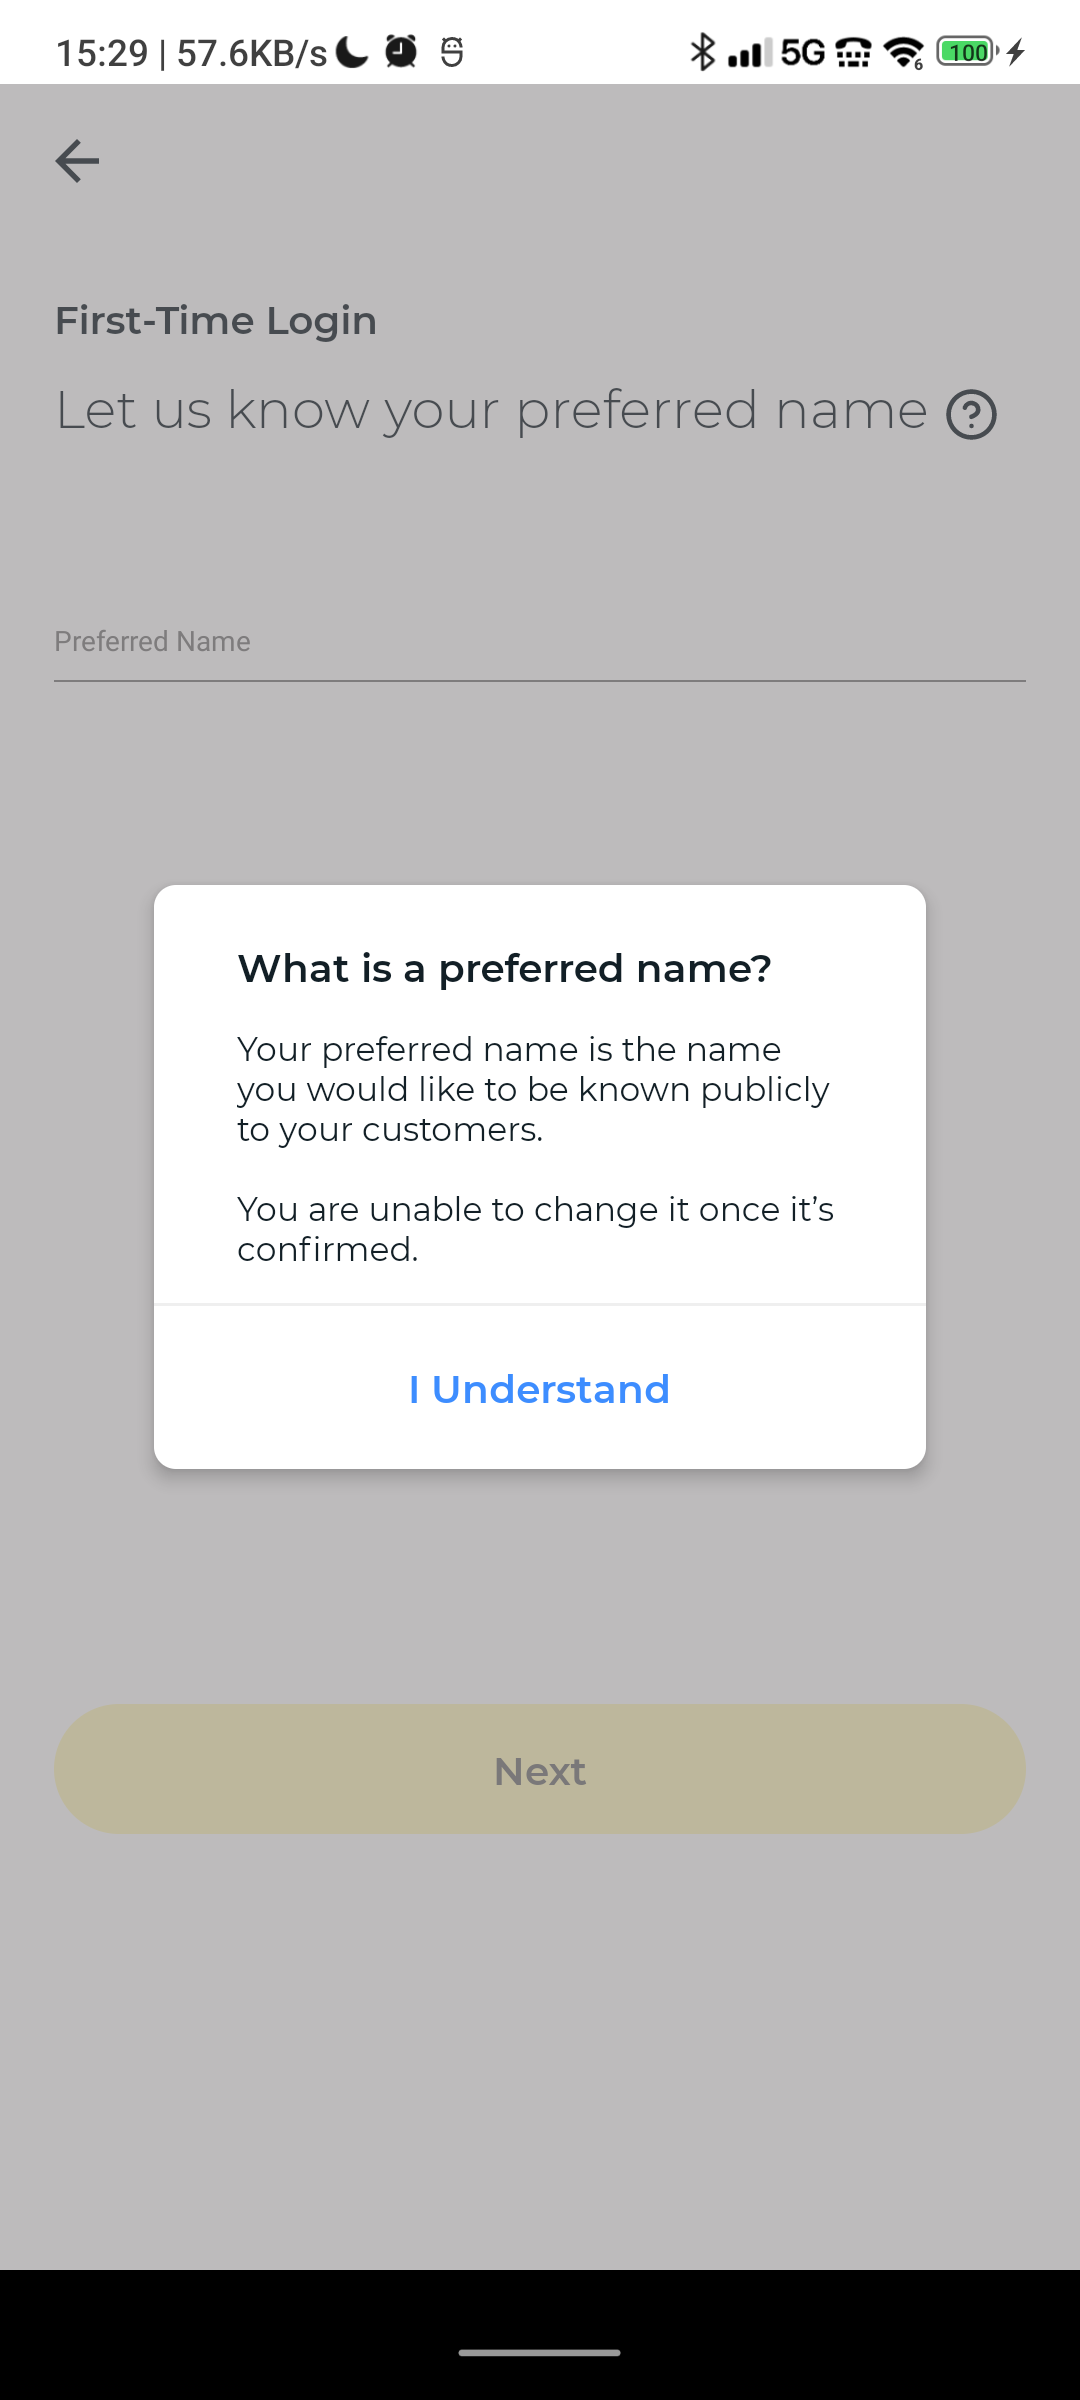 15:29 | 57.6KB/s
5G
6
100
First-Time Login
Let us know your preferred name
Preferred Name
What is a preferred name?
Your preferred name is the name
you would like to be known publicly
to your customers.
You are unable to change it once it’s
confirmed.
I Understand
Next